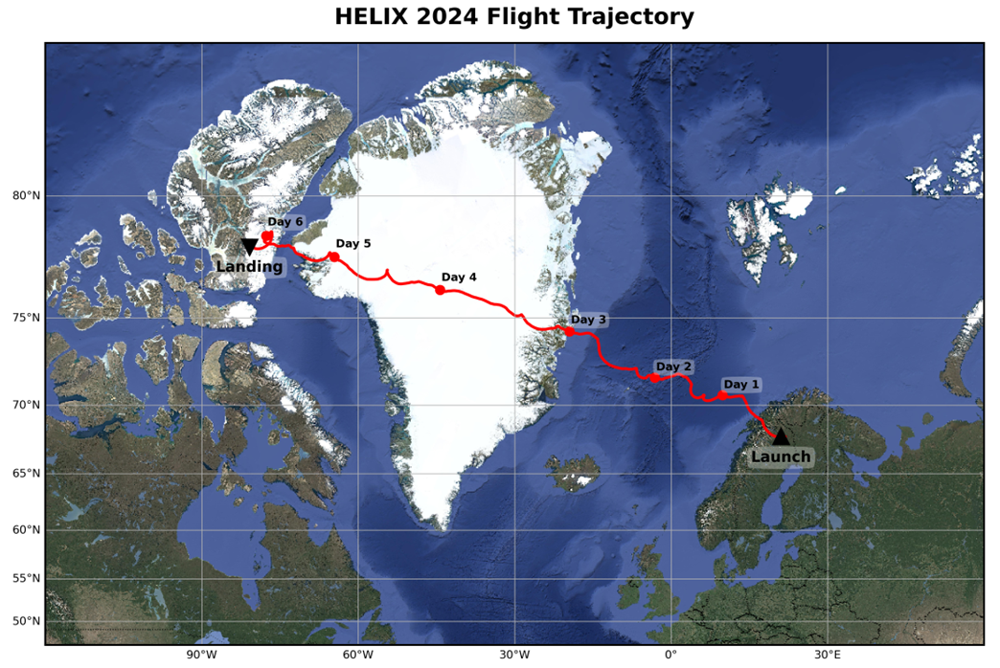 HELIX 2024 Flight Trajectory
80°N
75°N
70°N
65°N
60°N
55°N
50°N
Day 6
Landing
Day 5
Day 4
Day 3
Day 2
Day 1
Launch
90°W
60°W
30°W
0°
30°E